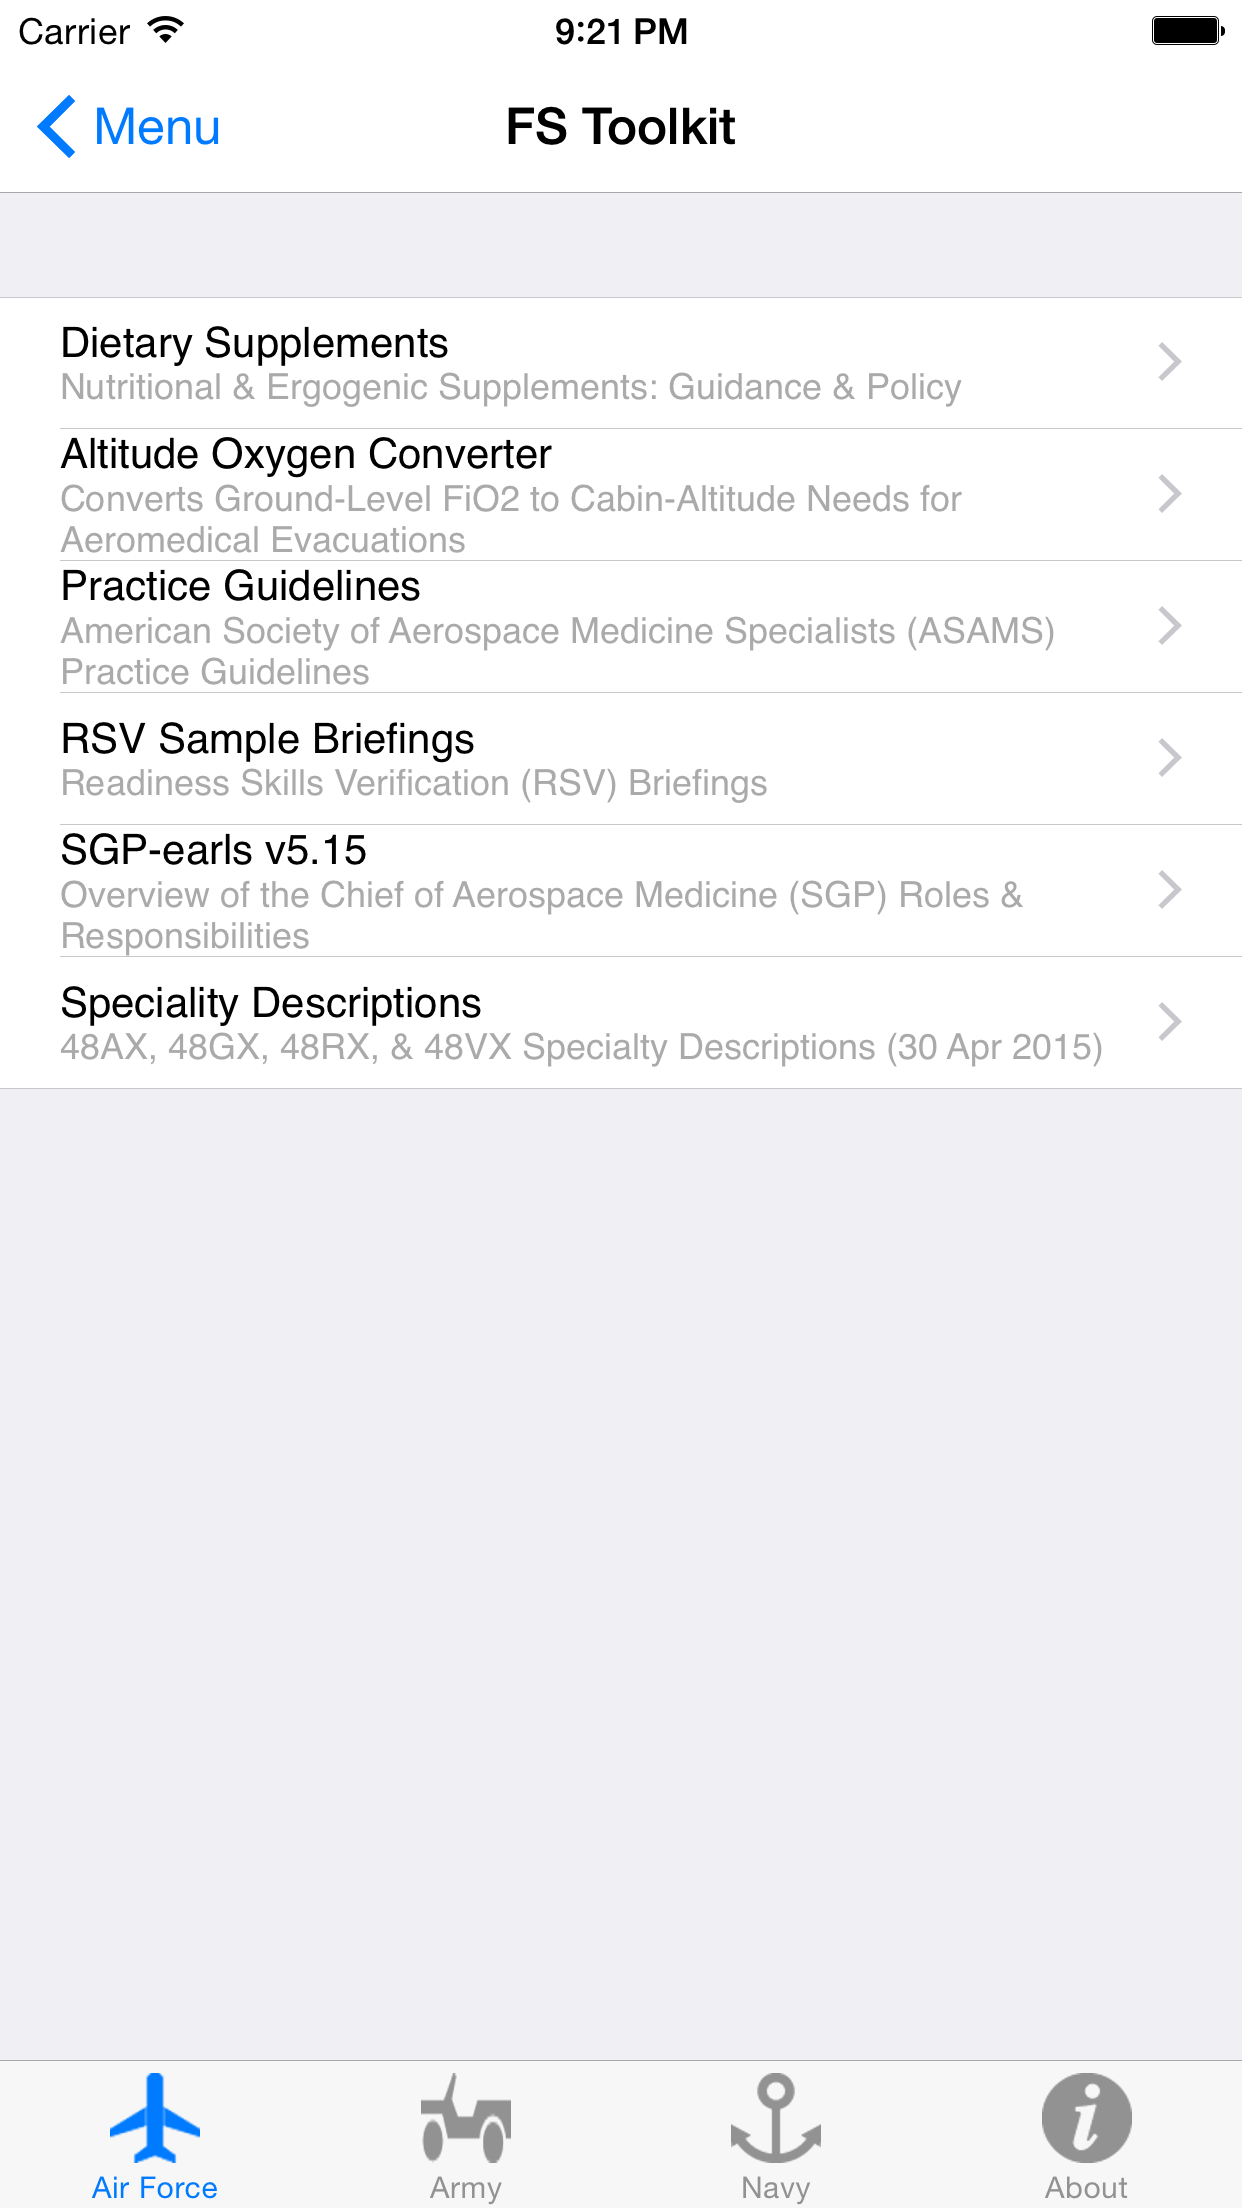 Carrier
9:21 PM
Menu
FS Toolkit
Dietary Supplements
Nutritional & Ergogenic Supplements: Guidance & Policy
Altitude Oxygen Converter
Converts Ground-Level FiO2 to Cabin-Altitude Needs for
Aeromedical Evacuations
Practice Guidelines
American Society of Aerospace Medicine Specialists (ASAMS)
Practice Guidelines
RSV Sample Briefings
Readiness Skills Verification (RSV) Briefings
SGP-earls v5.15
Overview of the Chief of Aerospace Medicine (SGP) Roles &
Responsibilities
Speciality Descriptions
48AX, 48GX, 48RX, & 48VX Specialty Descriptions (30 Apr 2015)
Air Force
Army
Navy
About